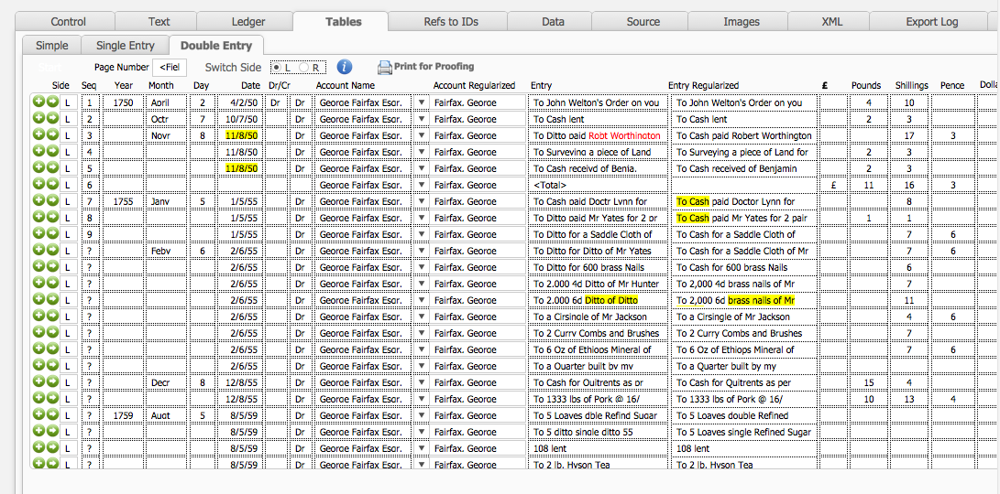 Control Text Ledger Tables Refs to IDs Data Source Images XML Export Log
Simple Single Entry Double Entry
Page Number <Fiel Switch Side L R i Print for Proofing
Side Seq Year Month Day Date Dr/Cr Account Name Account Regularized Entry Entry Regularized £ Pounds Shillings Pence Dolla
L 1 1750 April 2 4/2/50 Dr Dr George Fairfax Esqr. Fairfax, George To John Welton's Order on you To John Welton's Order on you 4 10
L 2 Octr 7 10/7/50 Dr George Fairfax Esqr. Fairfax, George To Cash lent To Cash lent 2 3
L 3 Novr 8 11/8/50 Dr George Fairfax Esqr. Fairfax, George To Ditto paid Robt Worthington To Cash paid Robert Worthington 17 3
L 4 11/8/50 Dr George Fairfax Esqr. Fairfax, George To Surveying a piece of Land To Surveying a piece of Land for 2 3
L 5 11/8/50 Dr George Fairfax Esqr. Fairfax, George To Cash receivd of Benja. To Cash received of Benjamin 2 3
L 6 George Fairfax Esqr. Fairfax, George <Total> £ 11 16 3
L 7 1755 Jany 5 1/5/55 Dr George Fairfax Esqr. Fairfax, George To Cash paid Doctr Lynn for To Cash paid Doctor Lynn for 8
L 8 1/5/55 Dr George Fairfax Esqr. Fairfax, George To Ditto paid Mr Yates for 2 pr To Cash paid Mr Yates for 2 pair 1 1
L 9 1/5/55 Dr George Fairfax Esqr. Fairfax, George To Ditto for a Saddle Cloth of To Cash for a Saddle Cloth of 7 6
L ? Feby 6 2/6/55 Dr George Fairfax Esqr. Fairfax, George To Ditto for Ditto of Mr Yates To Cash for a Saddle Cloth of Mr 7 6
L ? 2/6/55 Dr George Fairfax Esqr. Fairfax, George To Ditto for 600 brass Nails To Cash for 600 brass Nails 6
L ? 2/6/55 Dr George Fairfax Esqr. Fairfax, George To 2,000 4d Ditto of Mr Hunter To 2,000 4d brass nails of Mr 7
L ? 2/6/55 Dr George Fairfax Esqr. Fairfax, George To 2,000 6d Ditto of Ditto To 2,000 6d brass nails of Mr 11
L ? 2/6/55 Dr George Fairfax Esqr. Fairfax, George To a Cirsingle of Mr Jackson To a Cirsingle of Mr Jackson 4 6
L ? 2/6/55 Dr George Fairfax Esqr. Fairfax, George To 2 Curry Combs and Brushes To 2 Curry Combs and Brushes 7
L ? 2/6/55 Dr George Fairfax Esqr. Fairfax, George To 6 Oz of Ethiops Mineral of To 6 Oz of Ethiops Mineral of 7 6
L ? 2/6/55 Dr George Fairfax Esqr. Fairfax, George To a Quarter built by my To a Quarter built by my
L ? Decr 8 12/8/55 Dr George Fairfax Esqr. Fairfax, George To Cash for Quitrents as pr To Cash for Quitrents as per 15 4
L ? 12/8/55 Dr George Fairfax Esqr. Fairfax, George To 1333 lbs of Pork @ 16/ To 1333 lbs of Pork @ 16/ 10 13 4
L ? 1759 Augt 5 8/5/59 Dr George Fairfax Esqr. Fairfax, George To 5 Loaves dble Refind Sugar To 5 Loaves double Refined
L ? 8/5/59 Dr George Fairfax Esqr. Fairfax, George To 5 ditto single ditto 55 To 5 Loaves single Refined Sugar
L ? 8/5/59 Dr George Fairfax Esqr. Fairfax, George 108 lent 108 lent
L ? 8/5/59 Dr George Fairfax Esqr. Fairfax, George To 2 lb. Hyson Tea To 2 lb. Hyson Tea